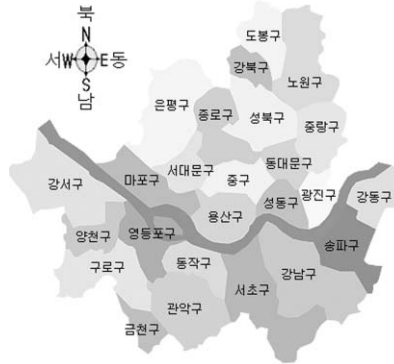 북
N
서 W E 동
S
남
도봉구
강북구
노원구
은평구
종로구
성북구
중랑구
서대문구
동대문구
강서구
마포구
중구
성동구
광진구
강동구
용산구
양천구
영등포구
송파구
구로구
동작구
강남구
서초구
관악구
금천구